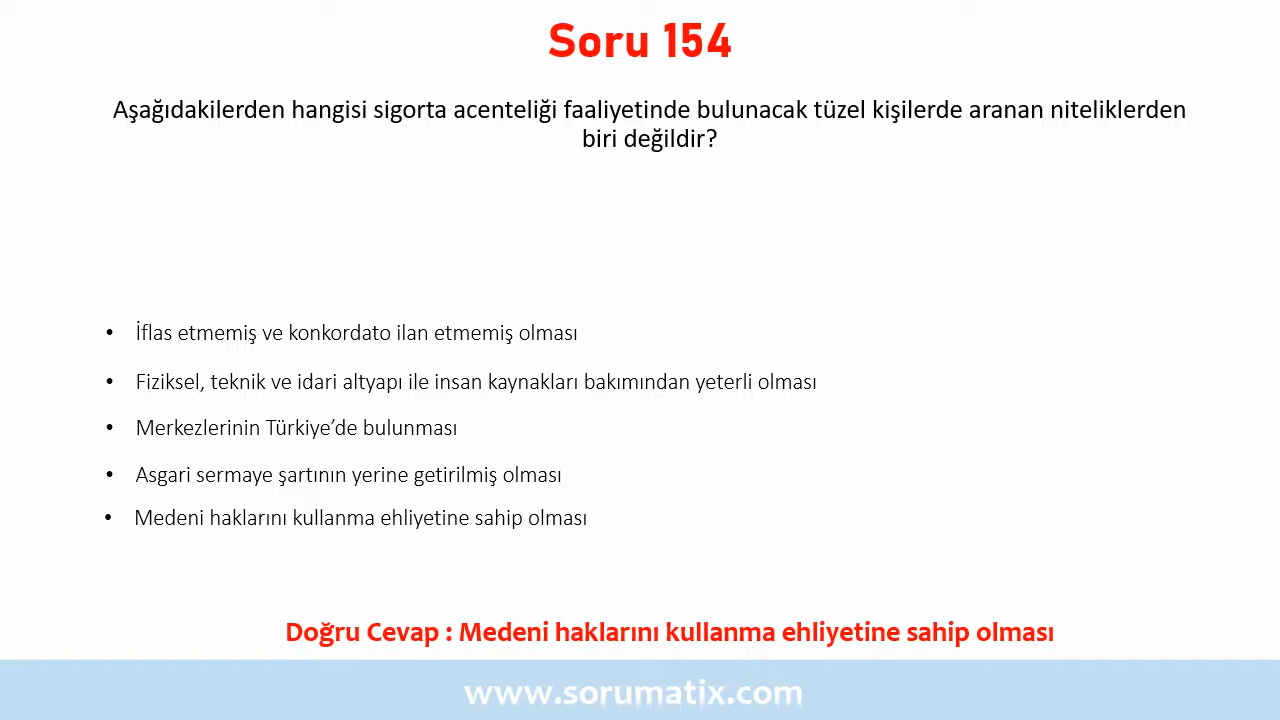 Soru 154
Aşağıdakilerden hangisi sigorta acenteliği faaliyetinde bulunacak tüzel kişilerde aranan niteliklerden
biri değildir?
• İflas etmemiş ve konkordato ilan etmemiş olması
• Fiziksel, teknik ve idari altyapı ile insan kaynakları bakımından yeterli olması
• Merkezlerinin Türkiye’de bulunması
• Asgari sermaye şartının yerine getirilmiş olması
• Medeni haklarını kullanma ehliyetine sahip olması
Doğru Cevap : Medeni haklarını kullanma ehliyetine sahip olması
www.sorumatix.com